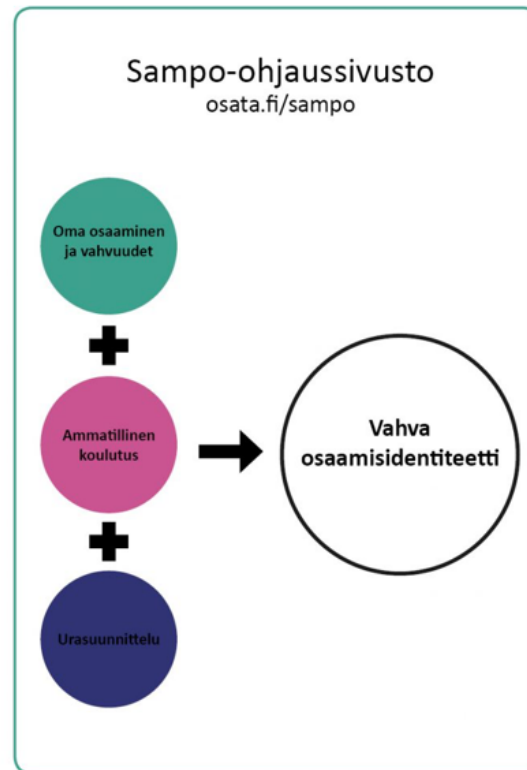 Sampo-ohjaussivusto
osata.fi/sampo
Oma osaaminen
ja vahvuudet
Ammatillinen
koulutus
Urasuunnittelu
Vahva
osaamisidentiteetti